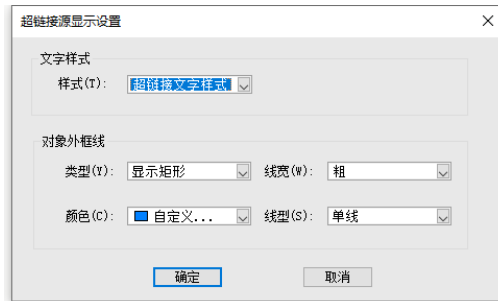 超链接源显示设置
文字样式
样式(T): 超链接文字样式
对象外框线
类型(Y): 显示矩形 线宽(W): 粗
颜色(C): 自定义... 线型(S): 单线
确定 取消